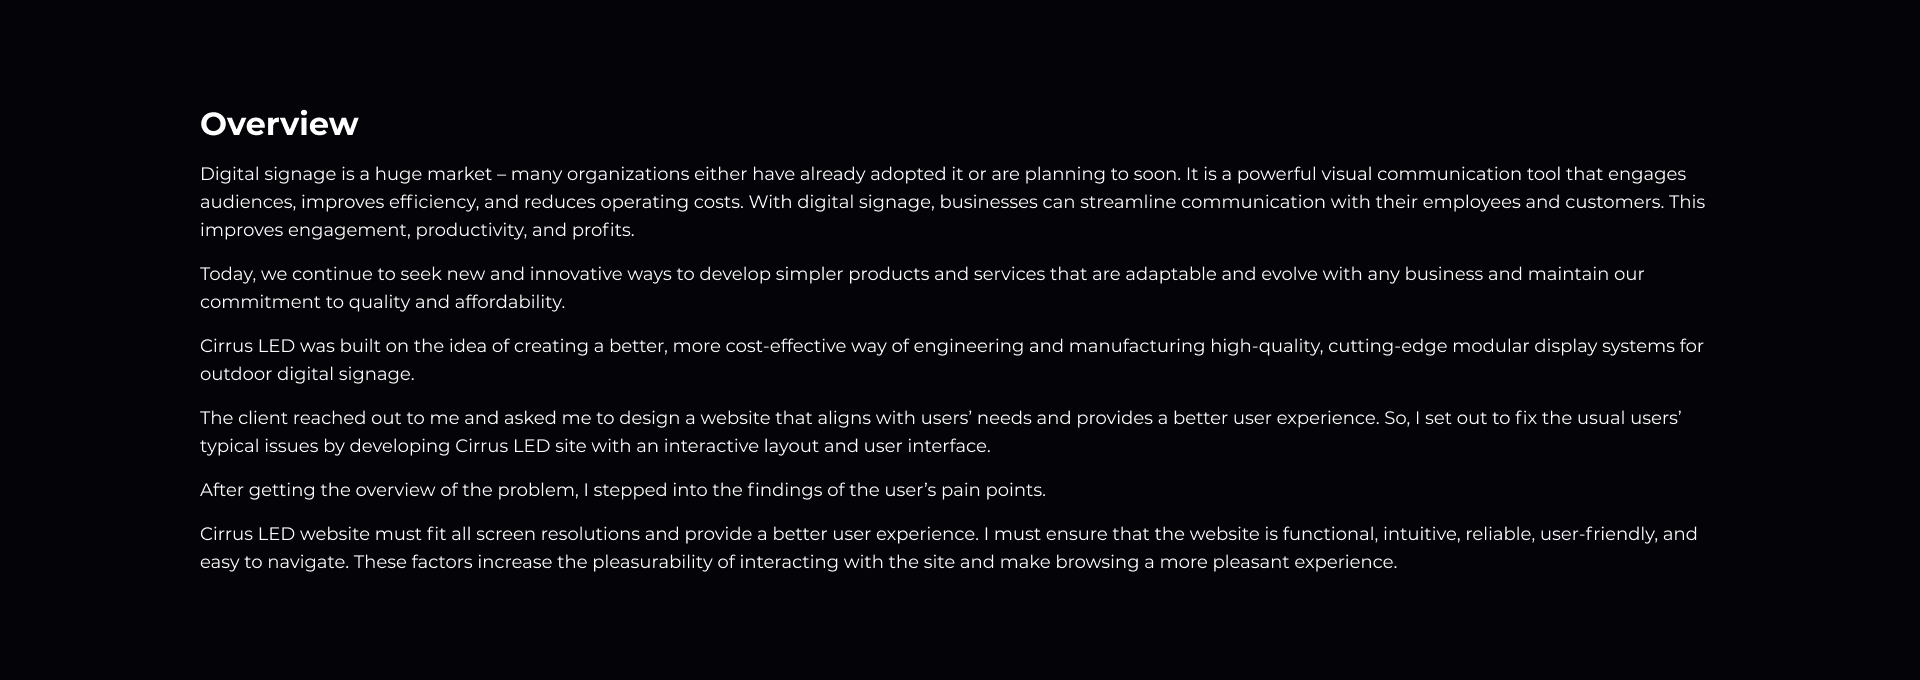 Overview
Digital signage is a huge market – many organizations either have already adopted it or are planning to soon. It is a powerful visual communication tool that engages
audiences, improves efficiency, and reduces operating costs. With digital signage, businesses can streamline communication with their employees and customers. This
improves engagement, productivity, and profits.
Today, we continue to seek new and innovative ways to develop simpler products and services that are adaptable and evolve with any business and maintain our
commitment to quality and affordability.
Cirrus LED was built on the idea of creating a better, more cost-effective way of engineering and manufacturing high-quality, cutting-edge modular display systems for
outdoor digital signage.
The client reached out to me and asked me to design a website that aligns with users’ needs and provides a better user experience. So, I set out to fix the usual users’
typical issues by developing Cirrus LED site with an interactive layout and user interface.
After getting the overview of the problem, I stepped into the findings of the user’s pain points.
Cirrus LED website must fit all screen resolutions and provide a better user experience. I must ensure that the website is functional, intuitive, reliable, user-friendly, and
easy to navigate. These factors increase the pleasurability of interacting with the site and make browsing a more pleasant experience.